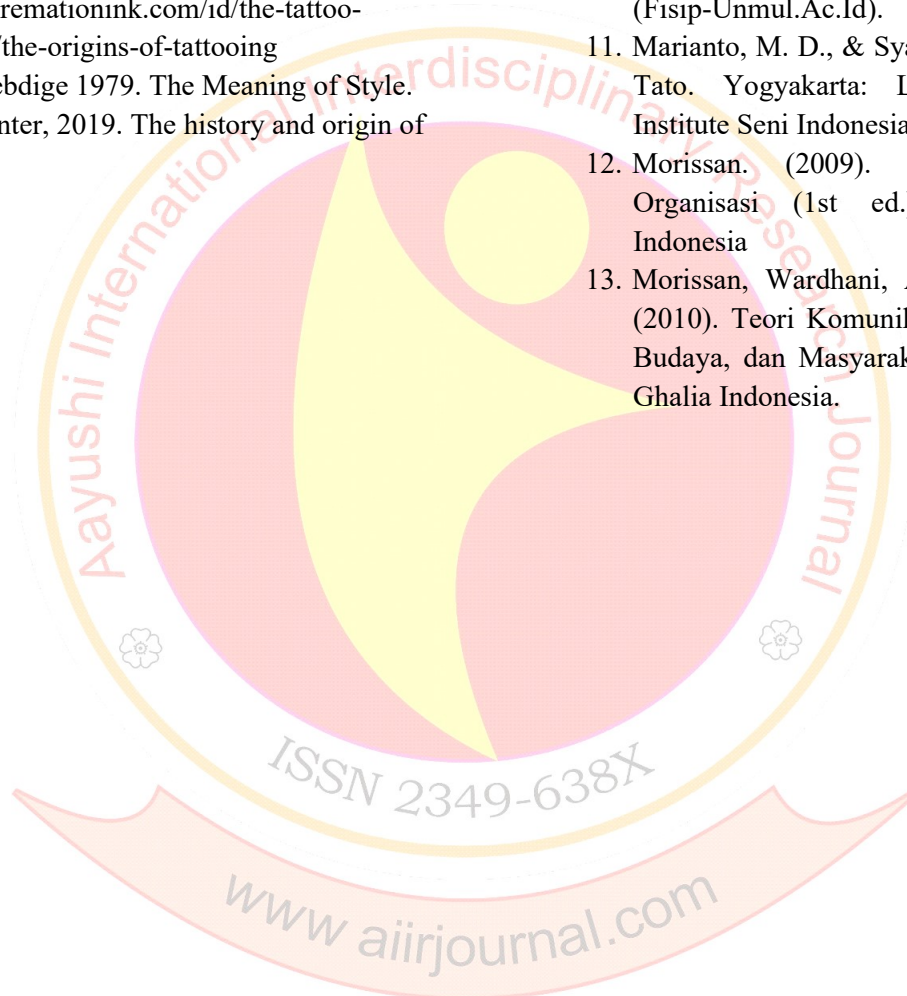 remationink.com/id/the-tattoo-
/the-origins-of-tattooing
ebdige 1979. The Meaning of Style.
nter, 2019. The history and origin of
(Fisip-Unmul.Ac.Id).
11. Marianto, M. D., & Sya
Tato. Yogyakarta: L
Institute Seni Indonesia
12. Morissan. (2009).
Organisasi (1st ed.
Indonesia
13. Morissan, Wardhani, A
(2010). Teori Komunik
Budaya, dan Masyarak
Ghalia Indonesia.
Aayushi International Interdisciplinary Research Journal
ISSN 2349-638X
www aiirjournal.com